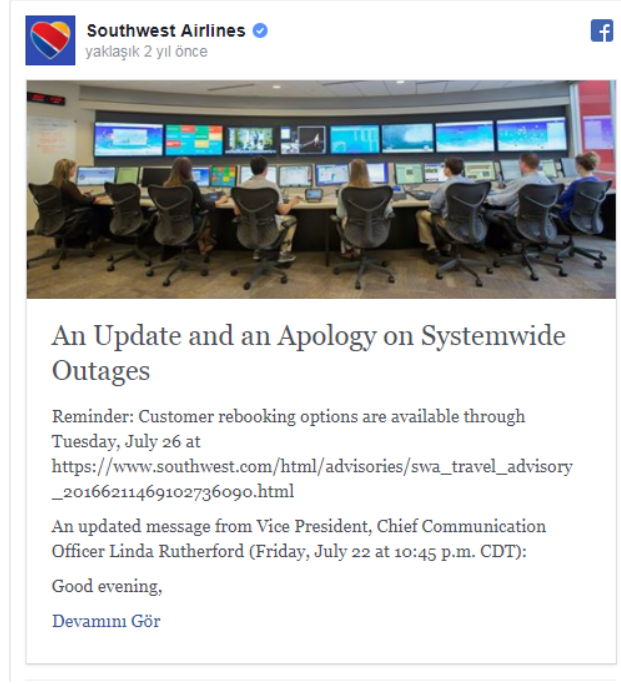 Southwest Airlines
yaklaşık 2 yıl önce
An Update and an Apology on Systemwide
Outages
Reminder: Customer rebooking options are available through
Tuesday, July 26 at
https://www.southwest.com/html/advisories/swa_travel_advisory
_20166211469102736090.html
An updated message from Vice President, Chief Communication
Officer Linda Rutherford (Friday, July 22 at 10:45 p.m. CDT):
Good evening,
Devamını Gör